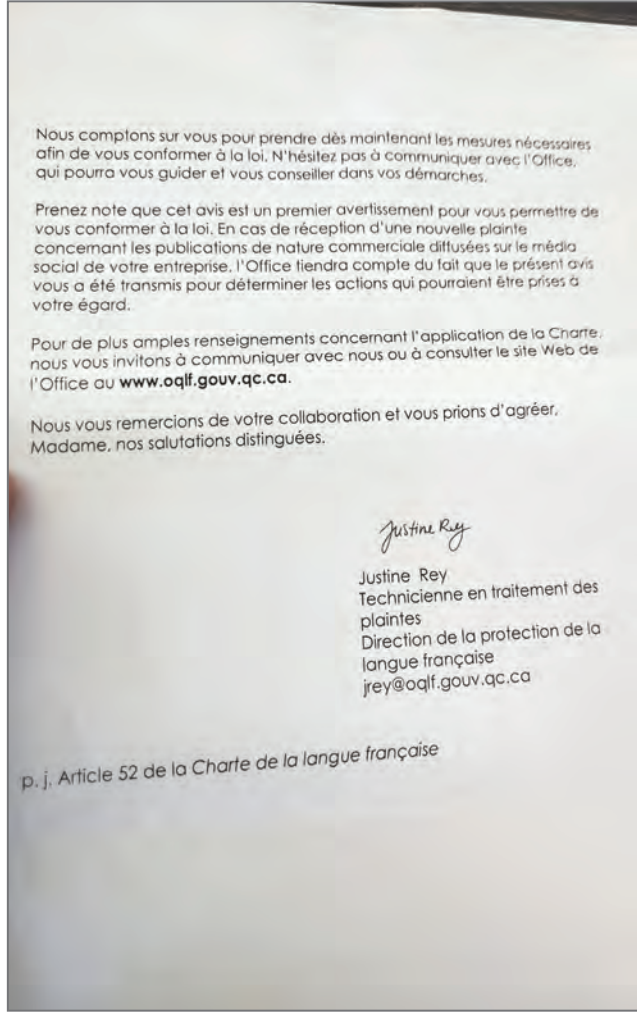 Nous comptons sur vous pour prendre dès maintenant les mesures nécessaires
afin de vous conformer à la loi. N'hésitez pas à communiquer avec l'Office,
qui pourra vous guider et vous conseiller dans vos démarches.
Prenez note que cet avis est un premier avertissement pour vous permettre de
vous conformer à la loi. En cas de réception d'une nouvelle plainte
concernant les publications de nature commerciale diffusées sur le média
social de votre entreprise, l'Office tiendra compte du fait que le présent avis
vous a été transmis pour déterminer les actions qui pourraient être prises à
votre égard.
Pour de plus amples renseignements concernant l'application de la Charte,
nous vous invitons à communiquer avec nous ou à consulter le site Web de
l'Office au www.oqlf.gouv.qc.ca.
Nous vous remercions de votre collaboration et vous prions d'agréer,
Madame, nos salutations distinguées.
Justine Rey
Justine Rey
Technicienne en traitement des
plaintes
Direction de la protection de la
langue française
jrey@oqlf.gouv.qc.ca
p. j. Article 52 de la Charte de la langue française